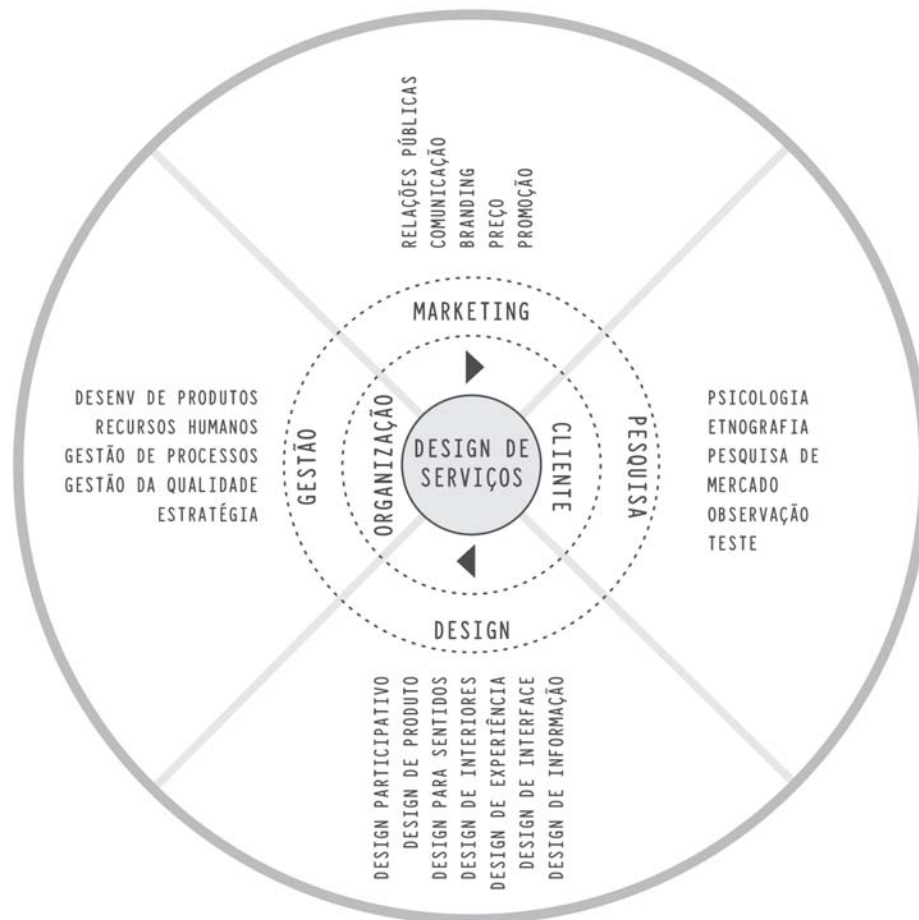 RELAÇÕES PÚBLICAS
COMUNICAÇÃO
BRANDING
PREÇO
PROMOÇÃO
MARKETING
DESENV DE PRODUTOS
RECURSOS HUMANOS
GESTÃO DE PROCESSOS
GESTÃO DA QUALIDADE
ESTRATÉGIA
GESTÃO
ORGANIZAÇÃO
DESIGN DE
SERVIÇOS
CLIENTE
PESQUISA
PSICOLOGIA
ETNOGRAFIA
PESQUISA DE
MERCADO
OBSERVAÇÃO
TESTE
DESIGN
DESIGN PARTICIPATIVO
DESIGN DE PRODUTO
DESIGN PARA SENTIDOS
DESIGN DE INTERIORES
DESIGN DE EXPERIÊNCIA
DESIGN DE INTERFACE
DESIGN DE INFORMAÇÃO